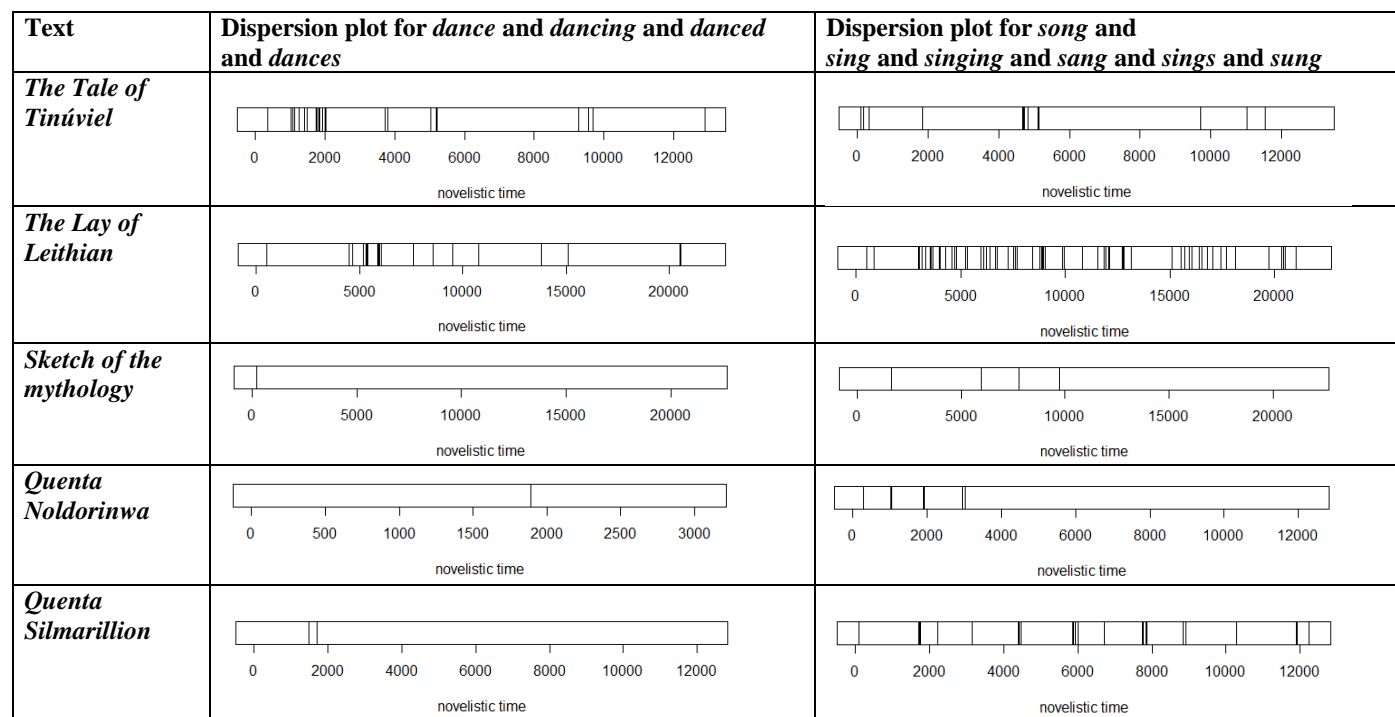 Text
Dispersion plot for dance and dancing and danced
and dances
Dispersion plot for song and
sing and singing and sang and sings and sung
The Tale of
Tinúviel
0 2000 4000 6000 8000 10000 12000
novelistic time
0 2000 4000 6000 8000 10000 12000
novelistic time
The Lay of
Leithian
0 5000 10000 15000 20000
novelistic time
0 5000 10000 15000 20000
novelistic time
Sketch of the
mythology
0 5000 10000 15000 20000
novelistic time
0 5000 10000 15000 20000
novelistic time
Quenta
Noldorinwa
0 500 1000 1500 2000 2500 3000
novelistic time
0 2000 4000 6000 8000 10000 12000
novelistic time
Quenta
Silmarillion
0 2000 4000 6000 8000 10000 12000
novelistic time
0 2000 4000 6000 8000 10000 12000
novelistic time